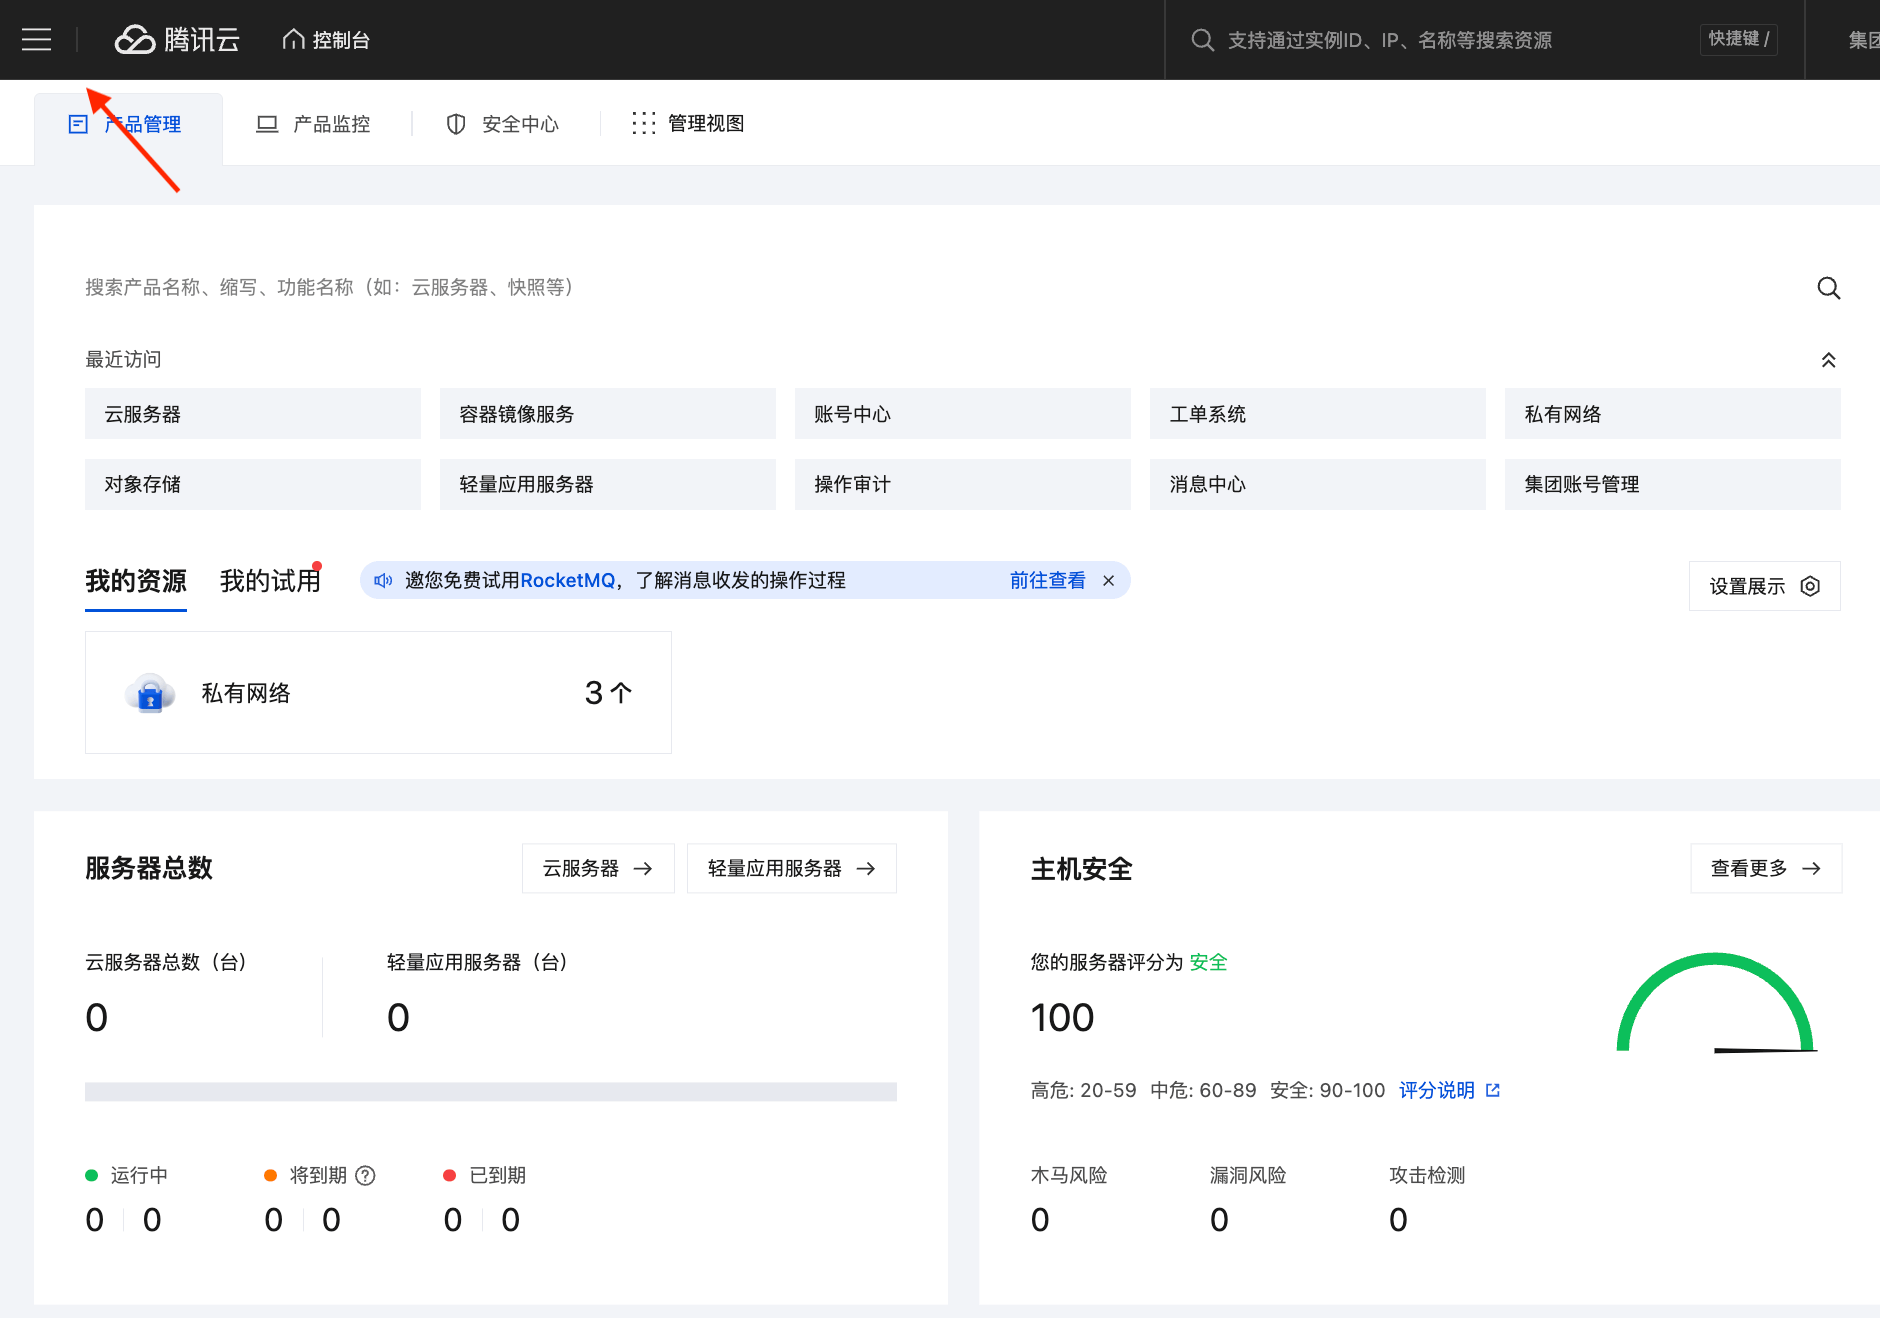 腾讯云 控制台 支持通过实例ID、IP、名称等搜索资源 快捷键 / 集团
产品管理 产品监控 安全中心 管理视图
搜索产品名称、缩写、功能名称（如：云服务器、快照等）
最近访问
云服务器 容器镜像服务 账号中心 工单系统 私有网络
对象存储 轻量应用服务器 操作审计 消息中心 集团账号管理
我的资源 我的试用 邀您免费试用RocketMQ，了解消息收发的操作过程 前往查看 设置展示
私有网络 3 个
服务器总数 云服务器 轻量应用服务器
云服务器总数（台） 轻量应用服务器（台）
0 0
运行中 将到期 已到期
0 0 0 0 0 0
主机安全 查看更多
您的服务器评分为 安全
100
高危: 20-59 中危: 60-89 安全: 90-100 评分说明
木马风险 漏洞风险 攻击检测
0 0 0